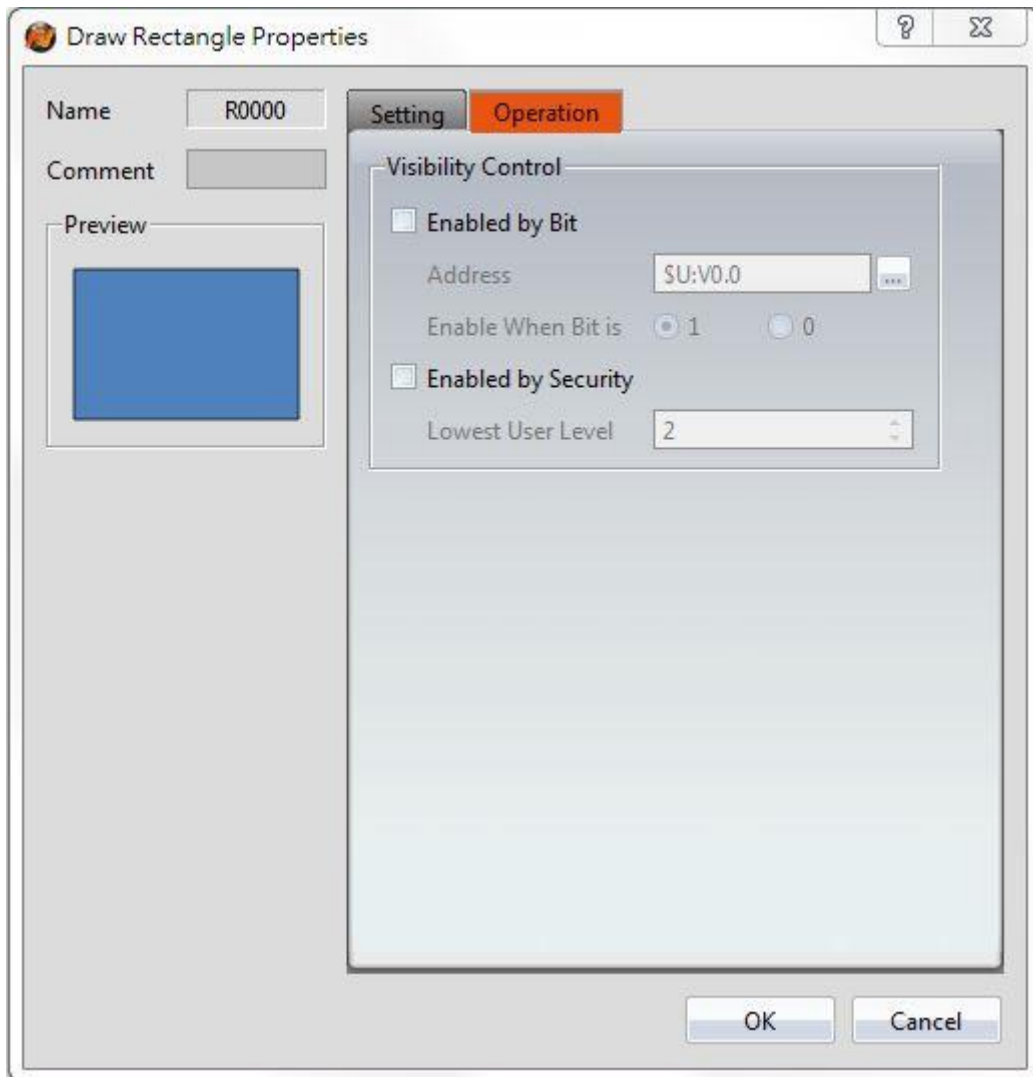 Draw Rectangle Properties
Name R0000
Comment
Preview
Setting Operation
Visibility Control
Enabled by Bit
Address $U:V0.0 ...
Enable When Bit is 1 0
Enabled by Security
Lowest User Level 2
OK Cancel